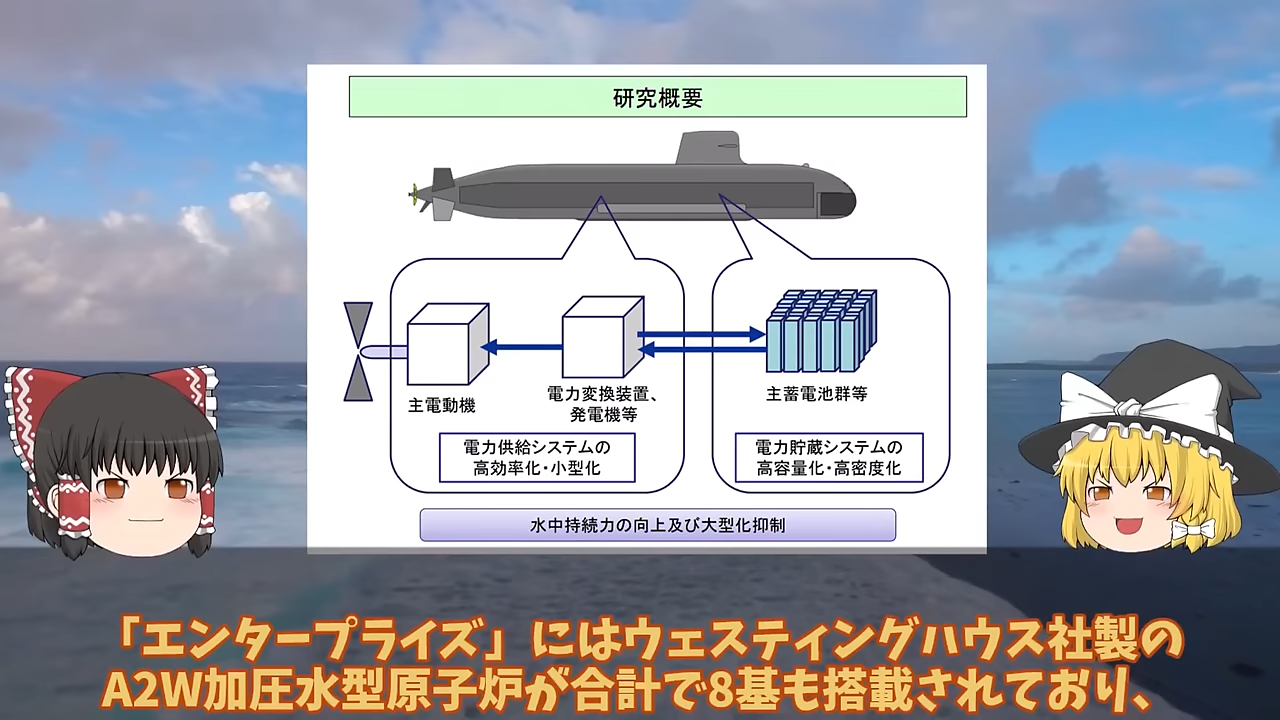 研究概要
主電動機
電力変換装置、
発電機等
主蓄電池群等
電力供給システムの
高効率化・小型化
電力貯蔵システムの
高容量化・高密度化
水中持続力の向上及び大型化抑制
「エンタープライズ」にはウェスティングハウス社製の
A2W加圧水型原子炉が合計で8基も搭載されており、